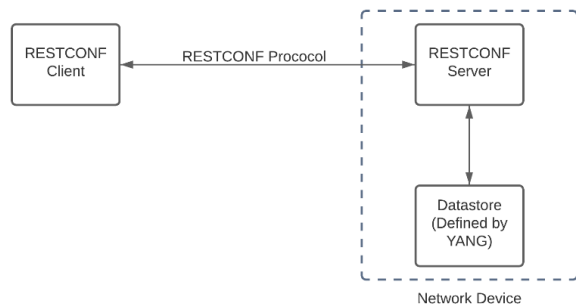 RESTCONF
Client
RESTCONF Prococol
RESTCONF
Server
Datastore
(Defined by
YANG)
Network Device